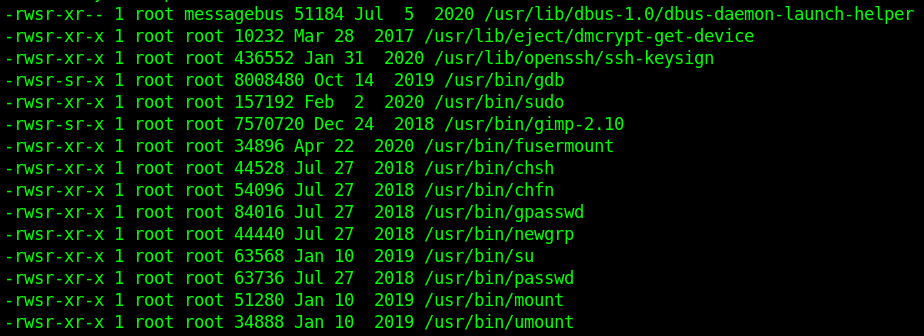 -rwsr-xr-- 1 root messagebus 51184 Jul  5  2020 /usr/lib/dbus-1.0/dbus-daemon-launch-helper
-rwsr-xr-x 1 root root 10232 Mar 28  2017 /usr/lib/eject/dmcrypt-get-device
-rwsr-xr-x 1 root root 436552 Jan 31  2020 /usr/lib/openssh/ssh-keysign
-rwsr-sr-x 1 root root 8008480 Oct 14  2019 /usr/bin/gdb
-rwsr-xr-x 1 root root 157192 Feb  2  2020 /usr/bin/sudo
-rwsr-sr-x 1 root root 7570720 Dec 24  2018 /usr/bin/gimp-2.10
-rwsr-xr-x 1 root root 34896 Apr 22  2020 /usr/bin/fusermount
-rwsr-xr-x 1 root root 44528 Jul 27  2018 /usr/bin/chsh
-rwsr-xr-x 1 root root 54096 Jul 27  2018 /usr/bin/chfn
-rwsr-xr-x 1 root root 84016 Jul 27  2018 /usr/bin/gpasswd
-rwsr-xr-x 1 root root 44440 Jul 27  2018 /usr/bin/newgrp
-rwsr-xr-x 1 root root 63568 Jan 10  2019 /usr/bin/su
-rwsr-xr-x 1 root root 63736 Jul 27  2018 /usr/bin/passwd
-rwsr-xr-x 1 root root 51280 Jan 10  2019 /usr/bin/mount
-rwsr-xr-x 1 root root 34888 Jan 10  2019 /usr/bin/umount